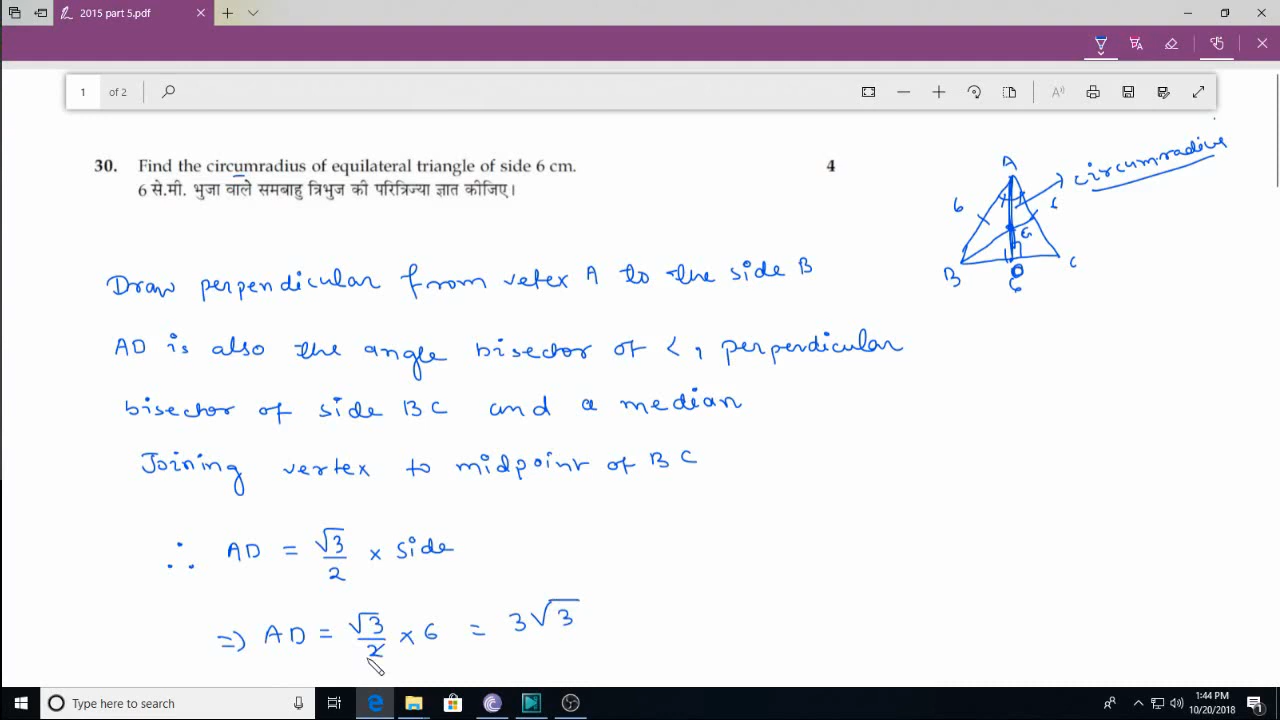 2015 part 5.pdf
1 of 2
30. Find the circumradius of equilateral triangle of side 6 cm. 4
6 से.मी. भुजा वाले समबाहु त्रिभुज की परित्रिज्या ज्ञात कीजिए।
A
circumradius
6
6
G
B
C
6
Draw perpendicular from vetex A to the side B
AD is also the angle bisector of < , perpendicular
bisector of side BC and a median
Joining vertex to midpoint of BC
∴ AD = √3/2 × side
=> AD = √3/2 × 6 = 3√3
Type here to search
1:44 PM
10/20/2018
1